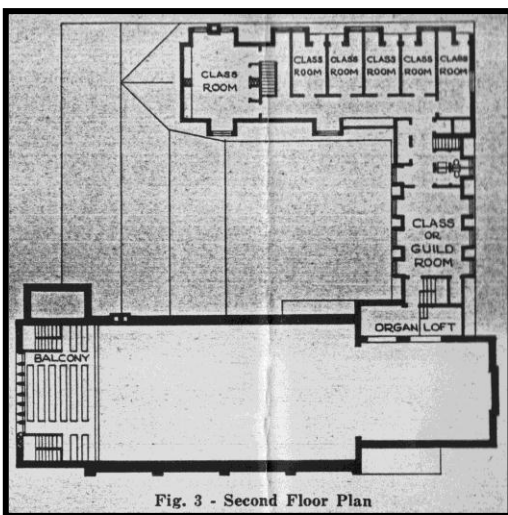 CLASS
ROOM
CLASS
ROOM
CLASS
ROOM
CLASS
ROOM
CLASS
ROOM
CLASS
ROOM
CLASS
OR
GUILD
ROOM
ORGAN LOFT
BALCONY
Fig. 3 - Second Floor Plan